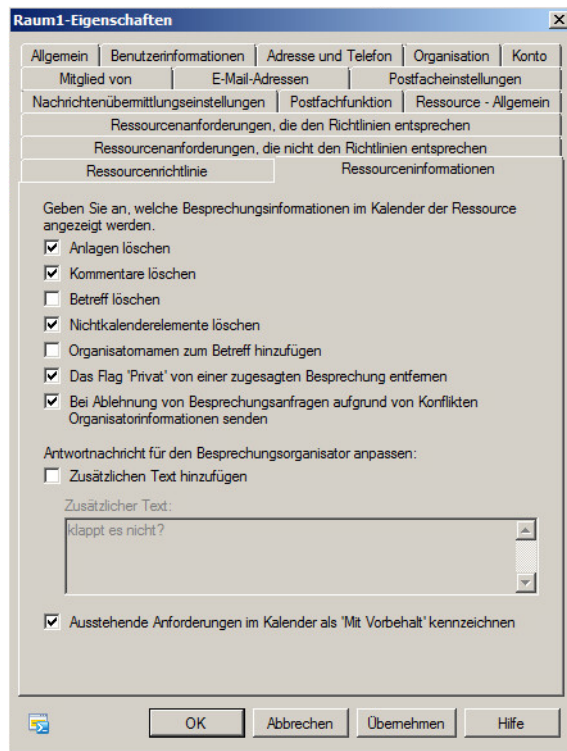 Raum1-Eigenschaften
Allgemein
Benutzerinformationen
Adresse und Telefon
Organisation
Konto
Mitglied von
E-Mail-Adressen
Postfacheinstellungen
Nachrichtenübermittlungseinstellungen
Postfachfunktion
Ressource - Allgemein
Ressourcenanforderungen, die den Richtlinien entsprechen
Ressourcenanforderungen, die nicht den Richtlinien entsprechen
Ressourcenrichtlinie
Ressourceninformationen
Geben Sie an, welche Besprechungsinformationen im Kalender der Ressource
angezeigt werden.
Anlagen löschen
Kommentare löschen
Betreff löschen
Nichtkalenderelemente löschen
Organisatornamen zum Betreff hinzufügen
Das Flag 'Privat' von einer zugesagten Besprechung entfernen
Bei Ablehnung von Besprechungsanfragen aufgrund von Konflikten
Organisatorinformationen senden
Antwortnachricht für den Besprechungsorganisator anpassen:
Zusätzlichen Text hinzufügen
Zusätzlicher Text:
klappt es nicht?
Ausstehende Anforderungen im Kalender als 'Mit Vorbehalt' kennzeichnen
OK
Abbrechen
Übernehmen
Hilfe